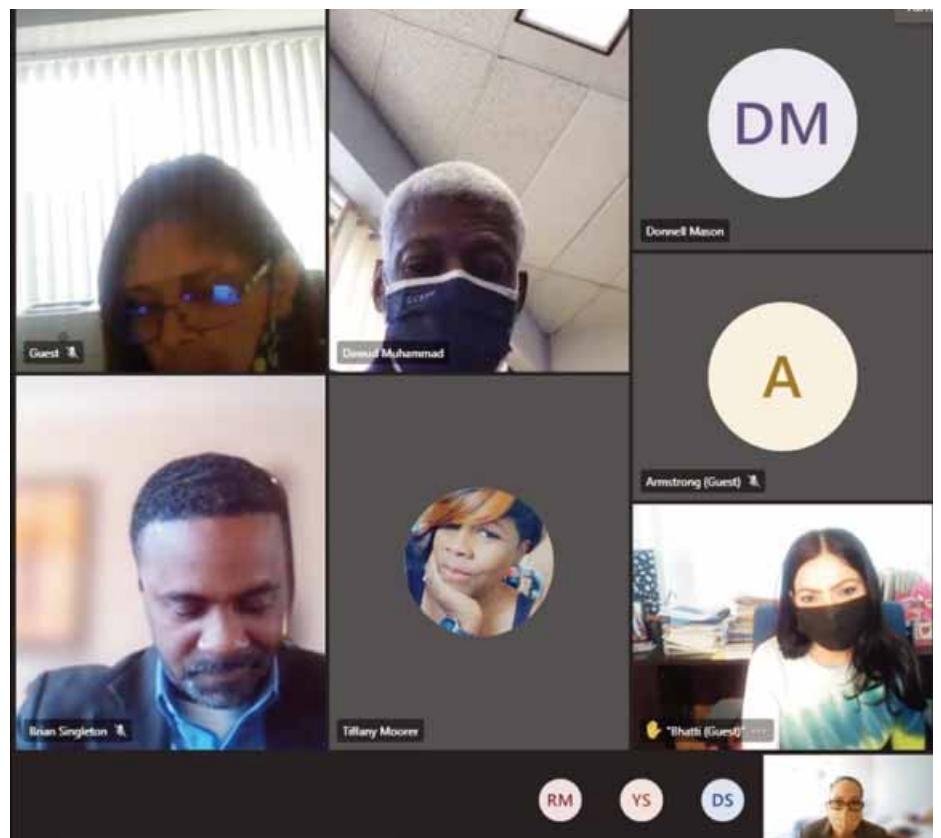 DM
Donnell Mason
Guest
Dawud Muhammad
A
Armstrong (Guest)
Brian Singleton
Tiffany Moorer
"Bhatti (Guest)"
RM
YS
DS